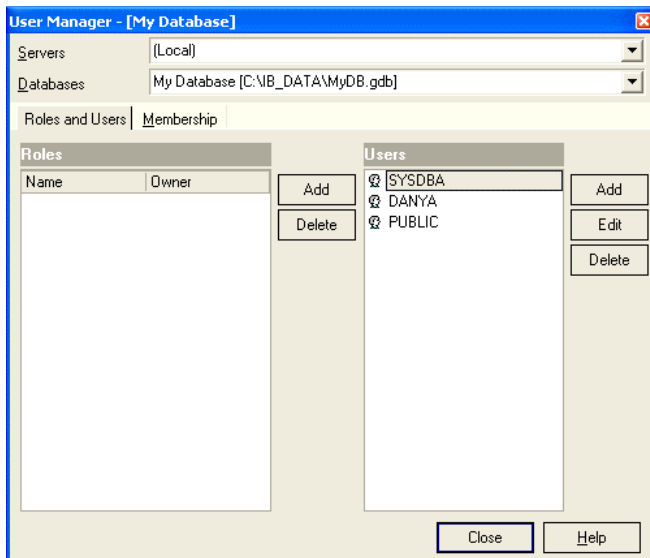 User Manager - [My Database]
Servers (Local)
Databases My Database [C:\IB_DATA\MyDB.gdb]
Roles and Users Membership
Roles
Name Owner
Add
Delete
Users
SYSDBA
DANYA
PUBLIC
Add
Edit
Delete
Close Help